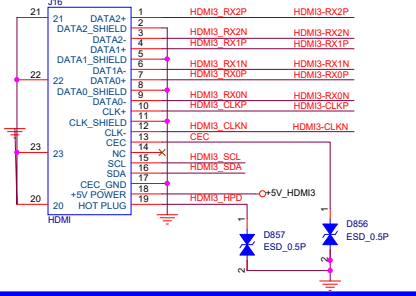 J16
21 21 DATA2+ 1 HDMI3_RX2P HDMI3-RX2P
DATA2_SHIELD 2
DATA2- 3 HDMI3_RX2N HDMI3-RX2N
DATA1+ 4 HDMI3_RX1P HDMI3-RX1P
DATA1_SHIELD 5
DAT1A- 6 HDMI3_RX1N HDMI3-RX1N
22 22 DATA0+ 7 HDMI3_RX0P HDMI3-RX0P
DATA0_SHIELD 8
DATA0- 9 HDMI3_RX0N HDMI3-RX0N
CLK+ 10 HDMI3_CLKP HDMI3-CLKP
CLK_SHIELD 11
CLK- 12 HDMI3_CLKN HDMI3-CLKN
CEC 13 CEC
23 23 NC 14
SCL 15 HDMI3_SCL
SDA 16 HDMI3_SDA
CEC_GND 17
+5V POWER 18 +5V_HDMI3
20 20 HOT PLUG 19 HDMI3_HPD
HDMI
1 1
D857 ESD_0.5P
D856 ESD_0.5P
2 2